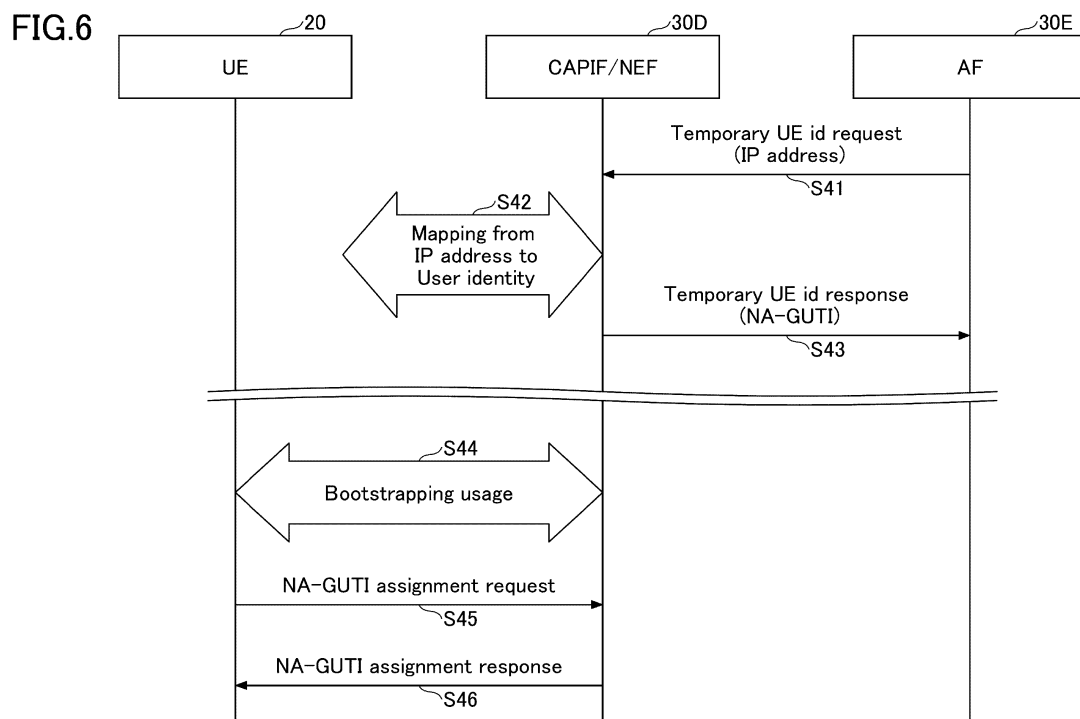 FIG.6
20
30D
30E
UE
CAPIF/NEF
AF
Temporary UE id request
(IP address)
S41
S42
Mapping from
IP address to
User identity
Temporary UE id response
(NA-GUTI)
S43
S44
Bootstrapping usage
NA-GUTI assignment request
S45
NA-GUTI assignment response
S46